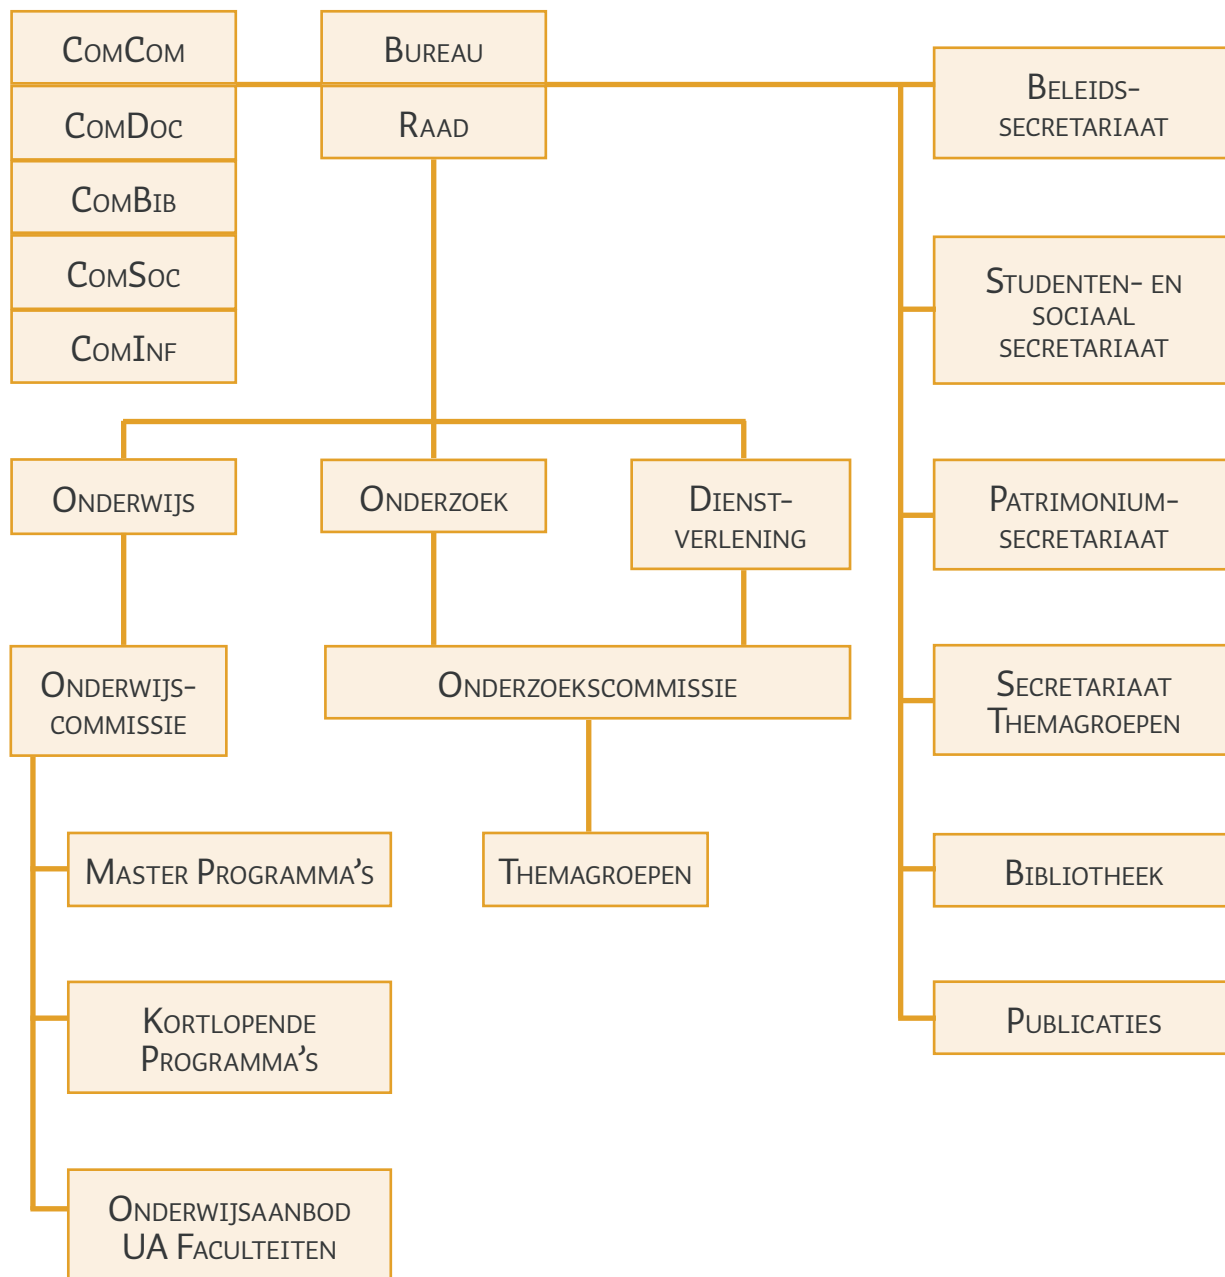 ComCom
ComDoc
ComBib
ComSoc
ComInf
Bureau
Raad
Beleids-
secretariaat
Studenten- en
sociaal
secretariaat
Patrimonium-
secretariaat
Secretariaat
Themagroepen
Bibliotheek
Publicaties
Onderwijs
Onderzoek
Dienst-
verlening
Onderwijs-
commissie
Onderzoekscommissie
Master Programma's
Themagroepen
Kortlopende
Programma's
Onderwijsaanbod
UA Faculteiten